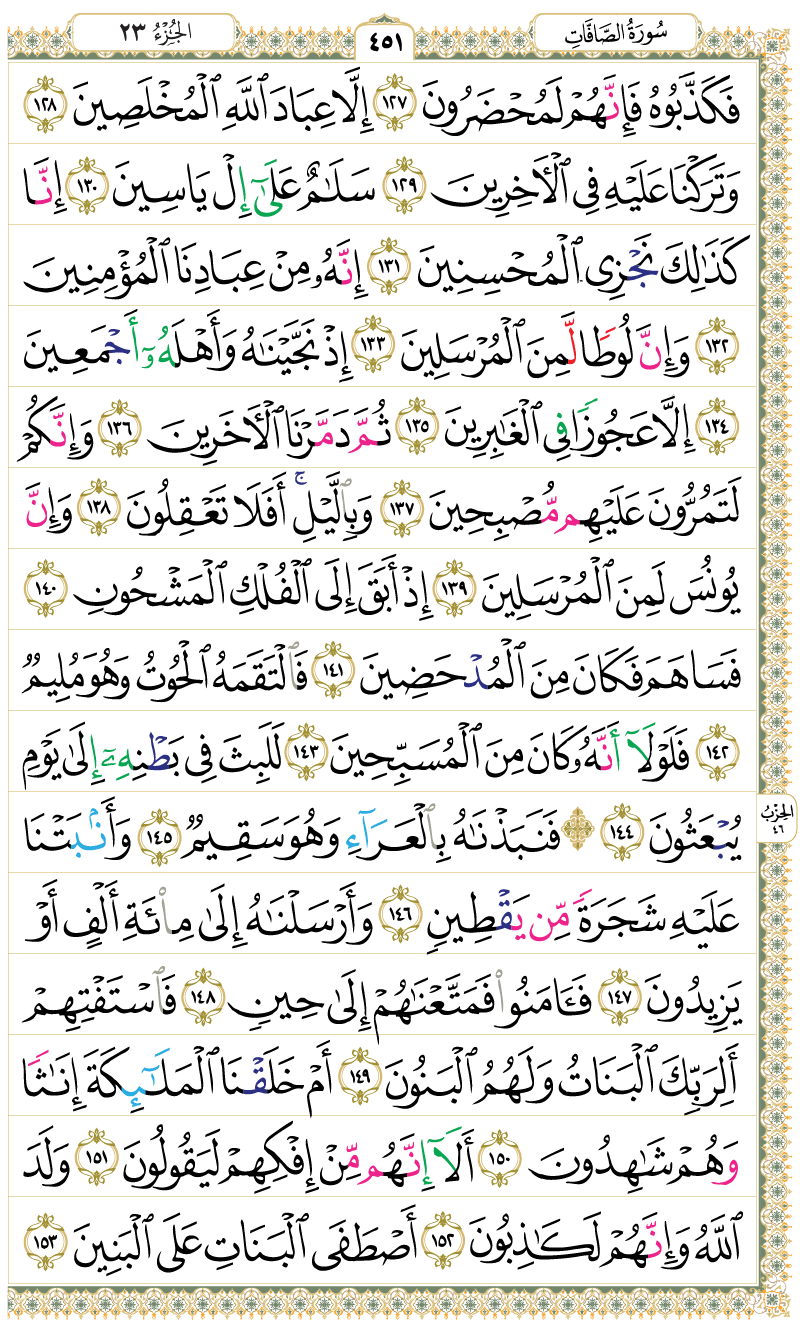 سُورَةُ الصَّافَّاتِ
٤٥١
الجُزْءُ ٢٣
فَكَذَّبُوهُ فَإِنَّهُمْ لَمُحْضَرُونَ ١٢٧ إِلَّا عِبَادَ ٱللَّهِ ٱلْمُخْلَصِينَ ١٢٨
وَتَرَكْنَا عَلَيْهِ فِي ٱلْأَخِرِينَ ١٢٩ سَلَٰمٌ عَلَىٰٓ إِلْ يَاسِينَ ١٣٠ إِنَّا
كَذَٰلِكَ نَجْزِى ٱلْمُحْسِنِينَ ١٣١ إِنَّهُۥ مِنْ عِبَادِنَا ٱلْمُؤْمِنِينَ
١٣٢ وَإِنَّ لُوطًا لَّمِنَ ٱلْمُرْسَلِينَ ١٣٣ إِذْ نَجَّيْنَٰهُ وَأَهْلَهُۥٓ أَجْمَعِينَ
١٣٤ إِلَّا عَجُوزًا فِي ٱلْغَٰبِرِينَ ١٣٥ ثُمَّ دَمَّرْنَا ٱلْأَخَرِينَ ١٣٦ وَإِنَّكُمْ
لَتَمُرُّونَ عَلَيْهِم مُّصْبِحِينَ ١٣٧ وَبِٱلَّيْلِ ۚ أَفَلَا تَعْقِلُونَ ١٣٨ وَإِنَّ
يُونُسَ لَمِنَ ٱلْمُرْسَلِينَ ١٣٩ إِذْ أَبَقَ إِلَى ٱلْفُلْكِ ٱلْمَشْحُونِ ١٤٠
فَسَاهَمَ فَكَانَ مِنَ ٱلْمُدْحَضِينَ ١٤١ فَٱلْتَقَمَهُ ٱلْحُوتُ وَهُوَ مُلِيمٌ
١٤٢ فَلَوْلَآ أَنَّهُۥ كَانَ مِنَ ٱلْمُسَبِّحِينَ ١٤٣ لَلَبِثَ فِي بَطْنِهِۦٓ إِلَىٰ يَوْمِ
يُبْعَثُونَ ١٤٤ ۞ فَنَبَذْنَٰهُ بِٱلْعَرَآءِ وَهُوَ سَقِيمٌ ١٤٥ وَأَنۢبَتْنَا
الحِزْبُ ٤٦
عَلَيْهِ شَجَرَةً مِّن يَقْطِينٍ ١٤٦ وَأَرْسَلْنَٰهُ إِلَىٰ مِا۟ئَةِ أَلْفٍ أَوْ
يَزِيدُونَ ١٤٧ فَـَٔامَنُوا۟ فَمَتَّعْنَٰهُمْ إِلَىٰ حِينٍ ١٤٨ فَٱسْتَفْتِهِمْ
أَلِرَبِّكَ ٱلْبَنَاتُ وَلَهُمُ ٱلْبَنُونَ ١٤٩ أَمْ خَلَقْنَا ٱلْمَلَٰٓئِكَةَ إِنَٰثًا
وَهُمْ شَٰهِدُونَ ١٥٠ أَلَآ إِنَّهُم مِّنْ إِفْكِهِمْ لَيَقُولُونَ ١٥١ وَلَدَ
ٱللَّهُ وَإِنَّهُمْ لَكَٰذِبُونَ ١٥٢ أَصْطَفَى ٱلْبَنَاتِ عَلَى ٱلْبَنِينَ ١٥٣